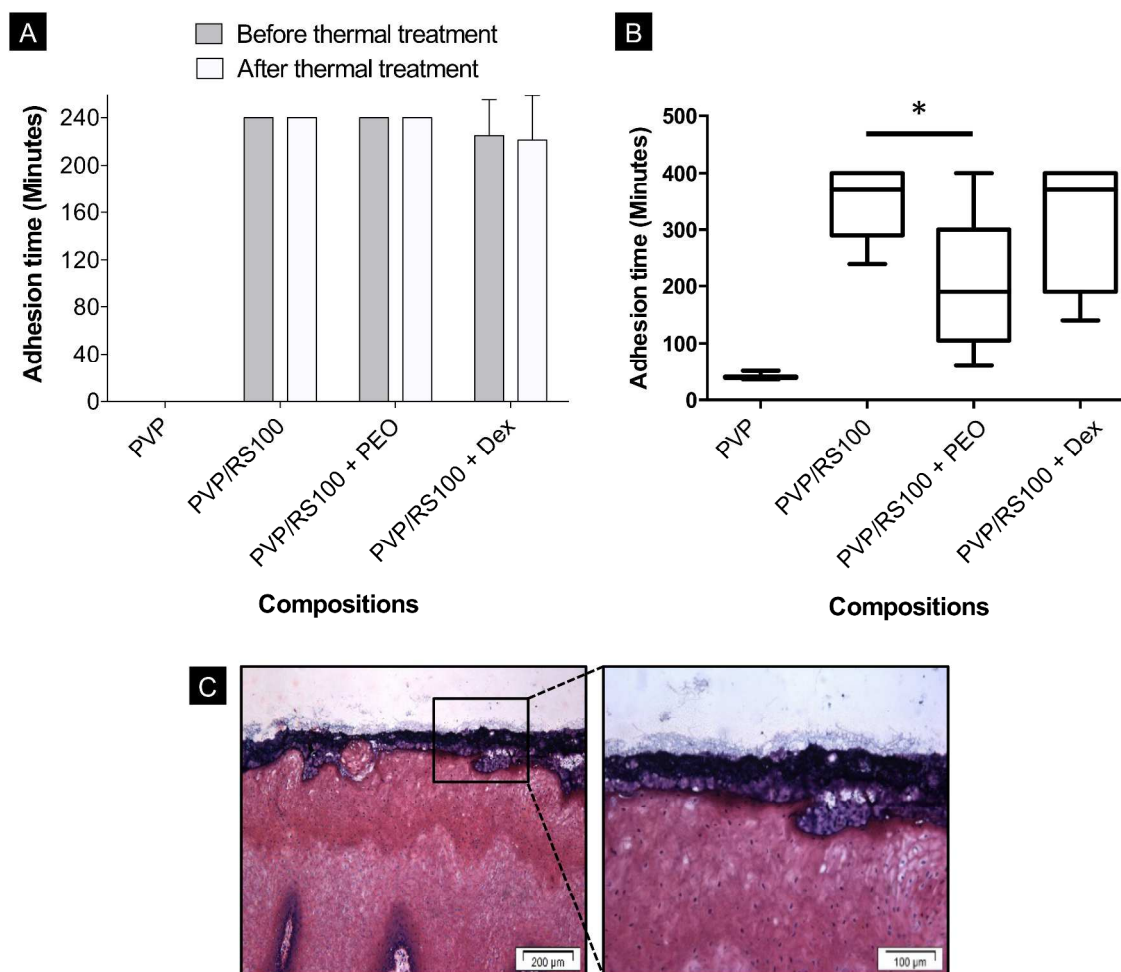 A
Before thermal treatment
After thermal treatment
Adhesion time (Minutes)
240
200
160
120
80
40
0
PVP
PVP/RS100
PVP/RS100 + PEO
PVP/RS100 + Dex
Compositions
B
*
Adhesion time (Minutes)
500
400
300
200
100
0
PVP
PVP/RS100
PVP/RS100 + PEO
PVP/RS100 + Dex
Compositions
C
200 µm
100 µm